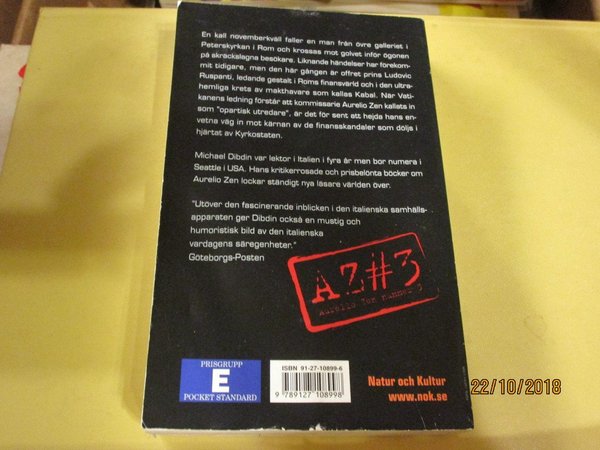 En kall novemberkväll faller en man från övre galleriet i
Peterskyrkan i Rom och krossas mot golvet inför ögonen
på skräckslagna besökare. Liknande händelser har förekom-
mit tidigare, men den här gången är offret prins Ludovic
Ruspanti, ledande gestalt i Roms finansvärld och i den ultra-
hemliga krets av makthavare som kallas Kabal. När Vati-
kanens ledning förstår att kommissarie Aurelio Zen kallats in
som "opartisk utredare", är det för sent att hejda hans en-
vetna väg in mot kärnan av de finansskandaler som döljs i
hjärtat av Kyrkostaten.
Michael Dibdin var lektor i Italien i fyra år men bor numera i
Seattle i USA. Hans kritikerrosade och prisbelönta böcker om
Aurelio Zen lockar ständigt nya läsare världen över.
"Utöver den fascinerande inblicken i den italienska samhälls-
apparaten ger Dibdin också en mustig och
humoristisk bild av den italienska
vardagens säregenheter."
Göteborgs-Posten
AZ#3
Aurelio Zen nummer 3
PRISGRUPP
E
POCKET STANDARD
ISBN 91-27-10899-6
9 789127 108998
Natur och Kultur
www.nok.se
22/10/2018